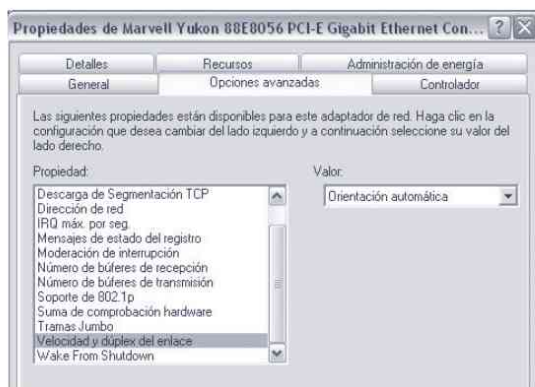 Propiedades de Marvell Yukon 88E8056 PCI-E Gigabit Ethernet Con...
Detalles
Recursos
Administración de energía
General
Opciones avanzadas
Controlador
Las siguientes propiedades están disponibles para este adaptador de red. Haga clic en la
configuración que desea cambiar del lado izquierdo y a continuación seleccione su valor del
lado derecho.
Propiedad:
Valor:
Descarga de Segmentación TCP
Dirección de red
IRQ máx. por seg.
Mensajes de estado del registro
Moderación de interrupción
Número de búferes de recepción
Número de búferes de transmisión
Soporte de 802.1p
Suma de comprobación hardware
Tramas Jumbo
Velocidad y dúplex del enlace
Wake From Shutdown
Orientación automática